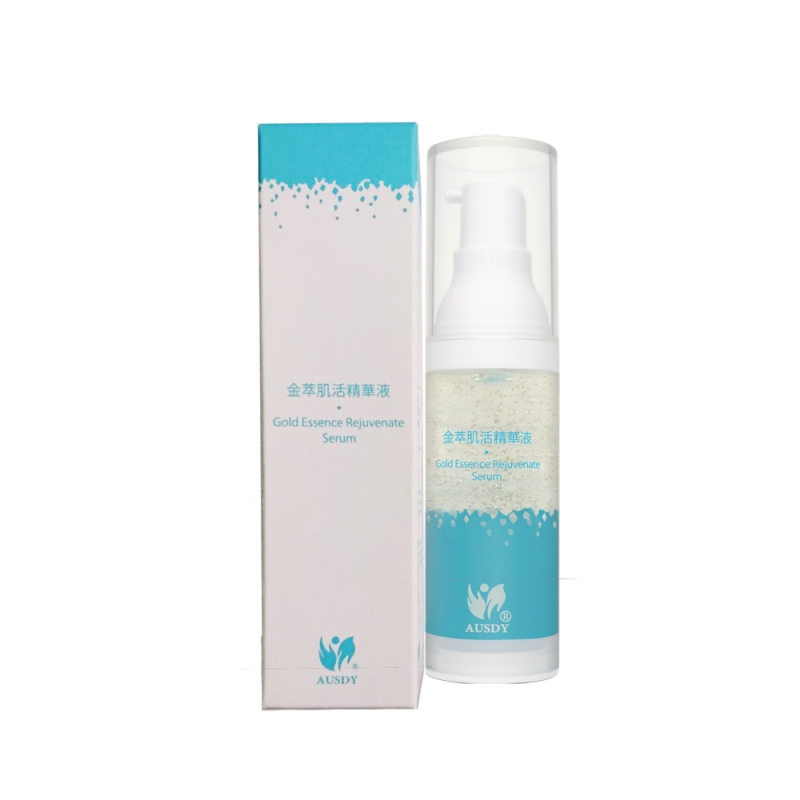 金萃肌活精華液
Gold Essence Rejuvenate
Serum
AUSDY
金萃肌活精華液
Gold Essence Rejuvenate
Serum
®
AUSDY